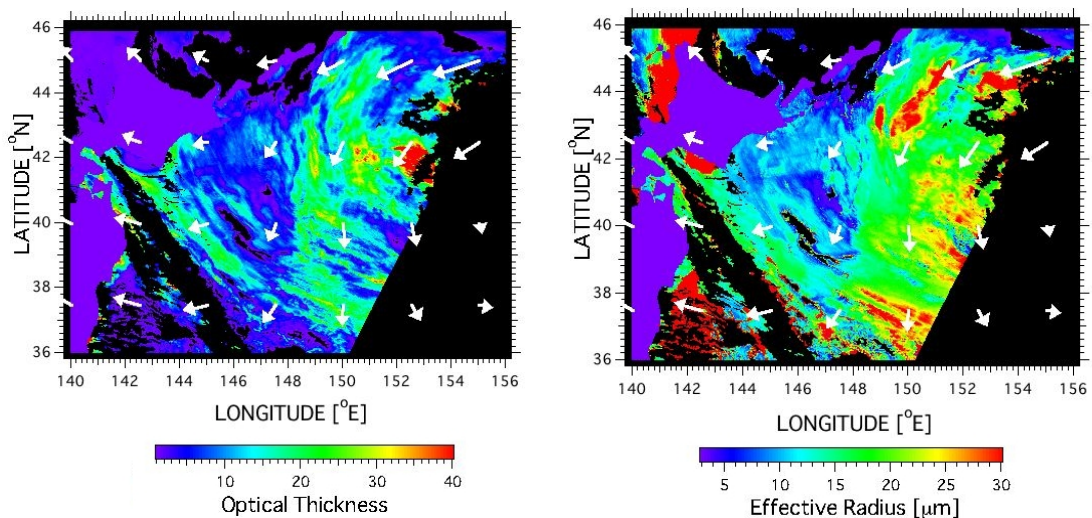 46
44
42
40
38
36
LATITUDE [°N]
140 142 144 146 148 150 152 154 156
LONGITUDE [°E]
10 20 30 40
Optical Thickness
46
44
42
40
38
36
LATITUDE [°N]
140 142 144 146 148 150 152 154 156
LONGITUDE [°E]
5 10 15 20 25 30
Effective Radius [μm]